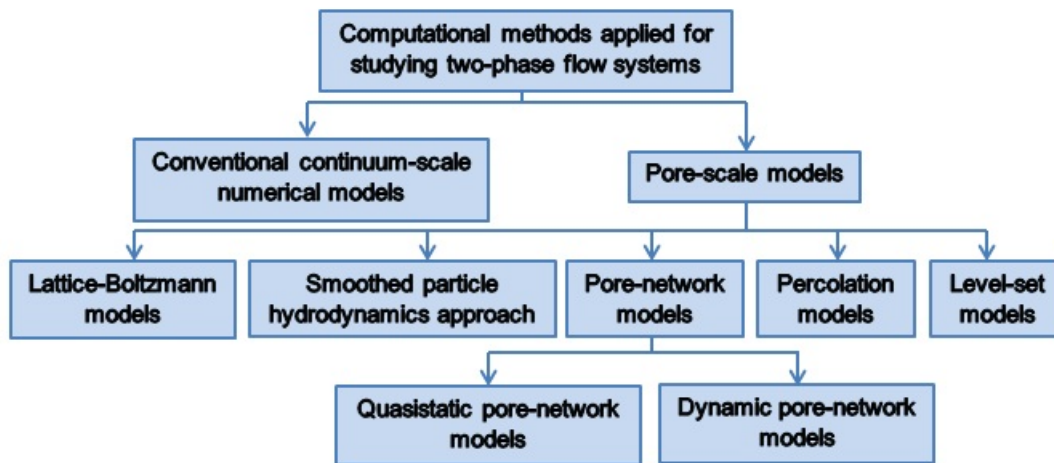 Computational methods applied for
studying two-phase flow systems
Conventional continuum-scale
numerical models
Pore-scale models
Lattice-Boltzmann
models
Smoothed particle
hydrodynamics approach
Pore-network
models
Percolation
models
Level-set
models
Quasistatic pore-network
models
Dynamic pore-network
models